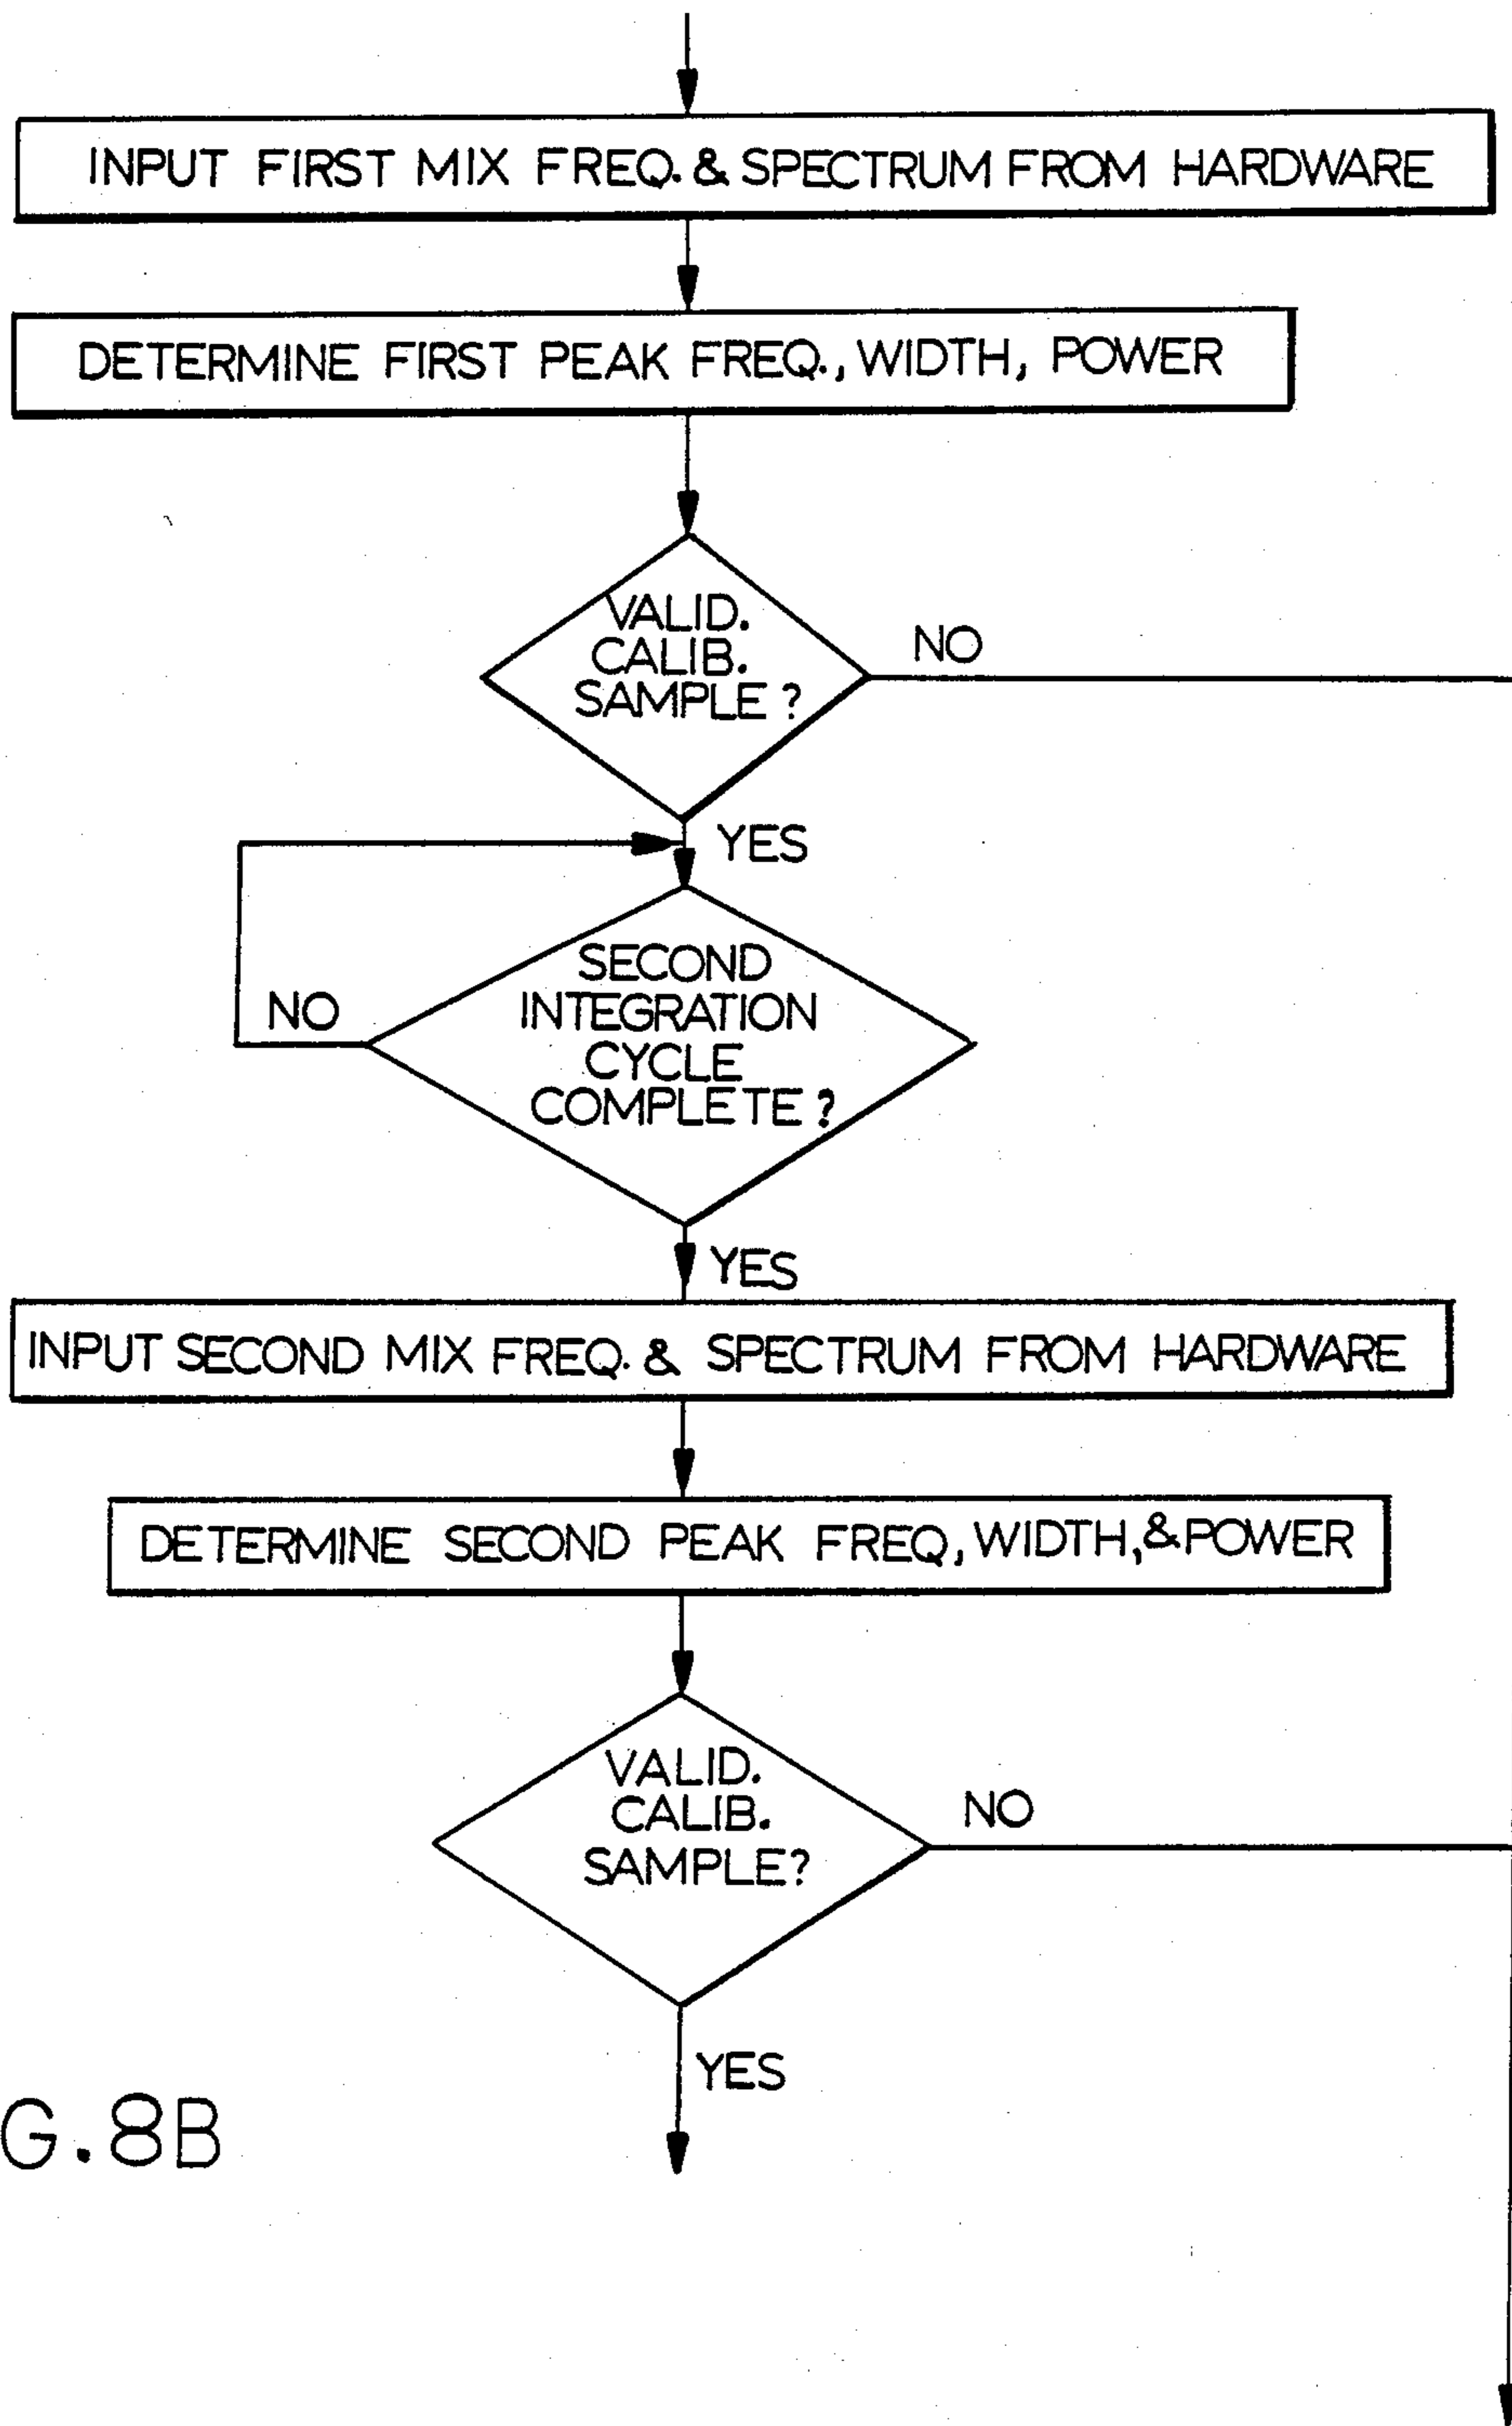 INPUT FIRST MIX FREQ. & SPECTRUM FROM HARDWARE
DETERMINE FIRST PEAK FREQ., WIDTH, POWER
VALID.
CALIB.
SAMPLE ?
NO
YES
SECOND
INTEGRATION
CYCLE
COMPLETE ?
NO
YES
INPUT SECOND MIX FREQ. & SPECTRUM FROM HARDWARE
DETERMINE SECOND PEAK FREQ, WIDTH, & POWER
VALID.
CALIB.
SAMPLE?
NO
YES
G.8B